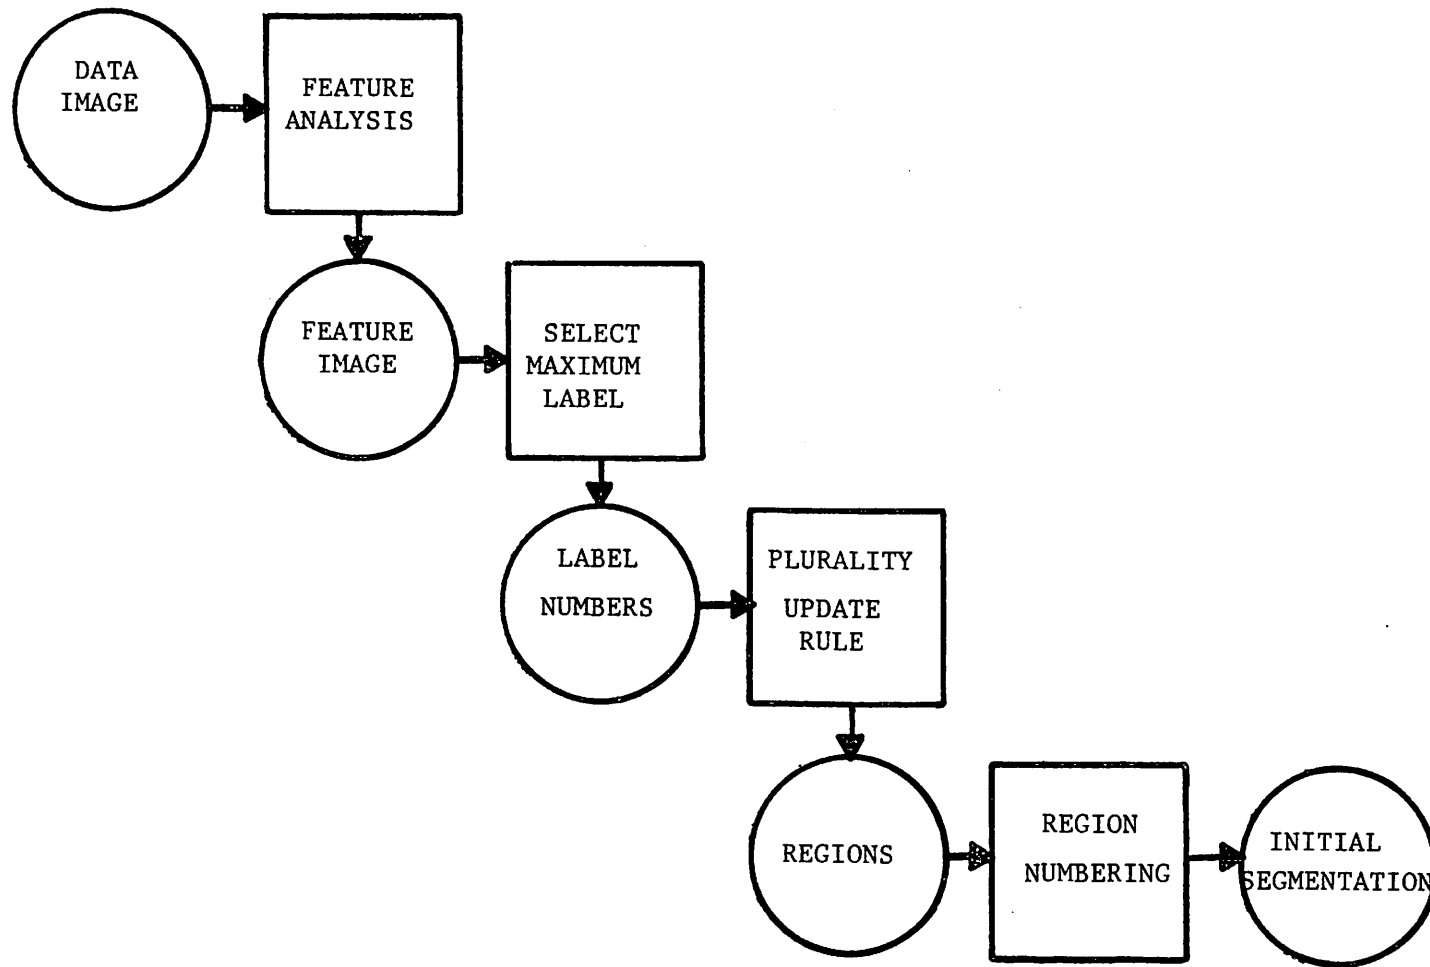 DATA
IMAGE
FEATURE
ANALYSIS
FEATURE
IMAGE
SELECT
MAXIMUM
LABEL
LABEL
NUMBERS
PLURALITY
UPDATE
RULE
REGIONS
REGION
NUMBERING
INITIAL
SEGMENTATION